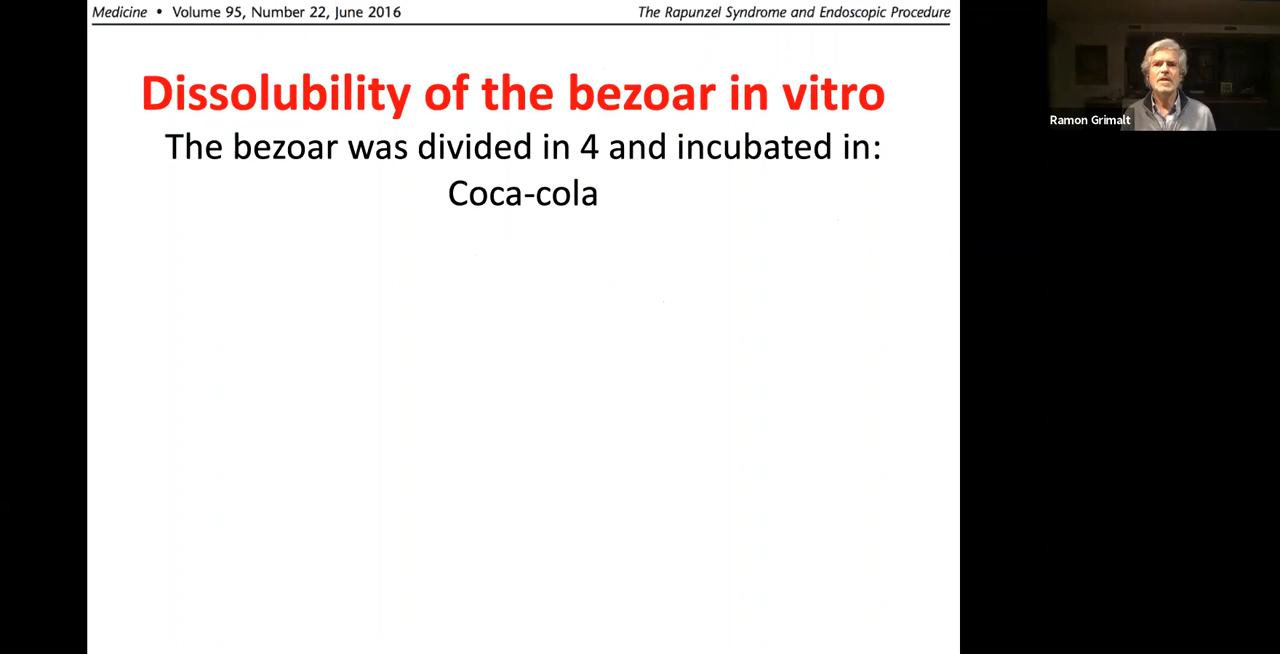 Medicine • Volume 95, Number 22, June 2016
The Rapunzel Syndrome and Endoscopic Procedure
Dissolubility of the bezoar in vitro
The bezoar was divided in 4 and incubated in:
Coca-cola
Ramon Grimalt